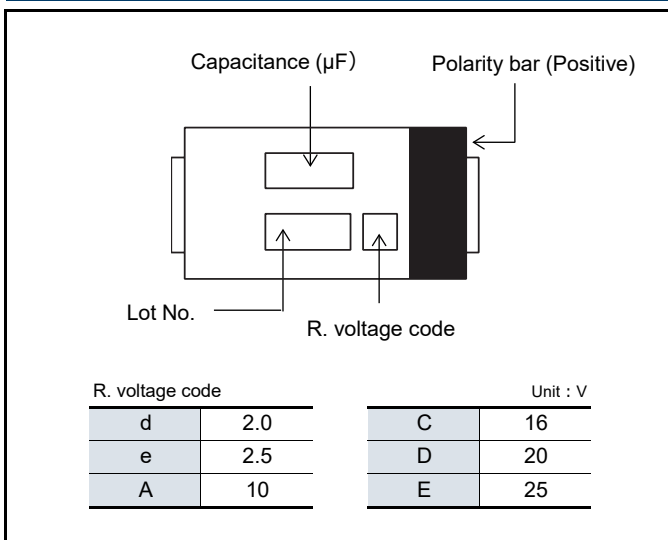 Capacitance (µF)
Polarity bar (Positive)
Lot No.
R. voltage code
R. voltage code
Unit：V
d 2.0
e 2.5
A 10
C 16
D 20
E 25